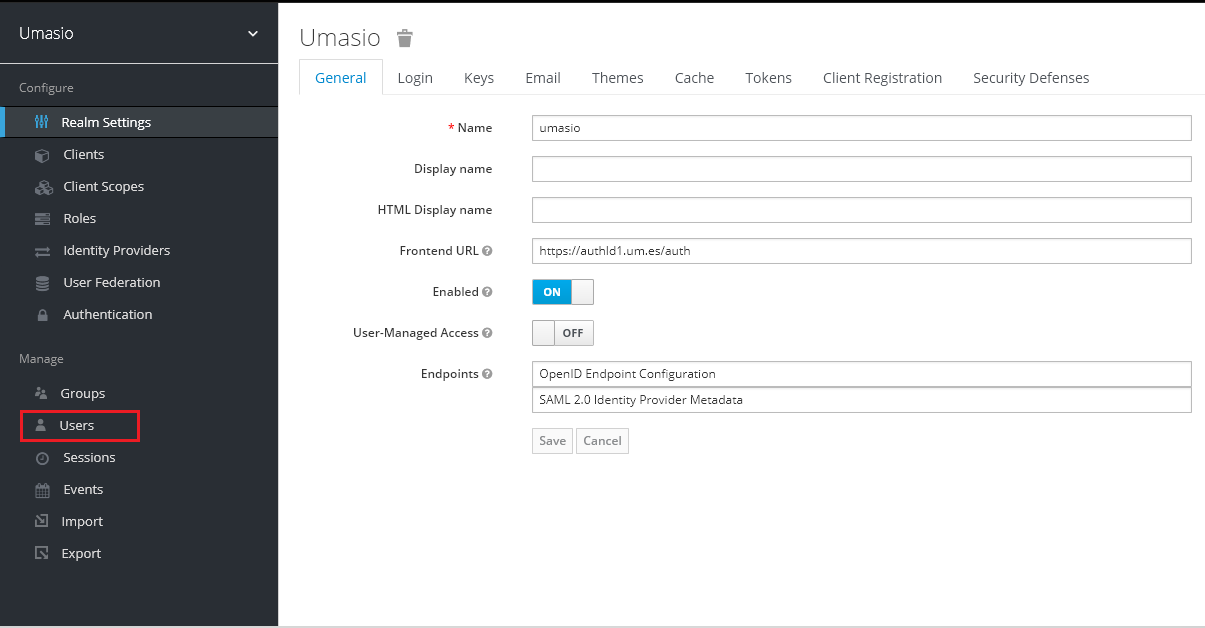 Umasio
Configure
Realm Settings
Clients
Client Scopes
Roles
Identity Providers
User Federation
Authentication
Manage
Groups
Users
Sessions
Events
Import
Export
Umasio
General Login Keys Email Themes Cache Tokens Client Registration Security Defenses
* Name umasio
Display name
HTML Display name
Frontend URL ? https://authld1.um.es/auth
Enabled ? ON
User-Managed Access ? OFF
Endpoints ? OpenID Endpoint Configuration
SAML 2.0 Identity Provider Metadata
Save Cancel